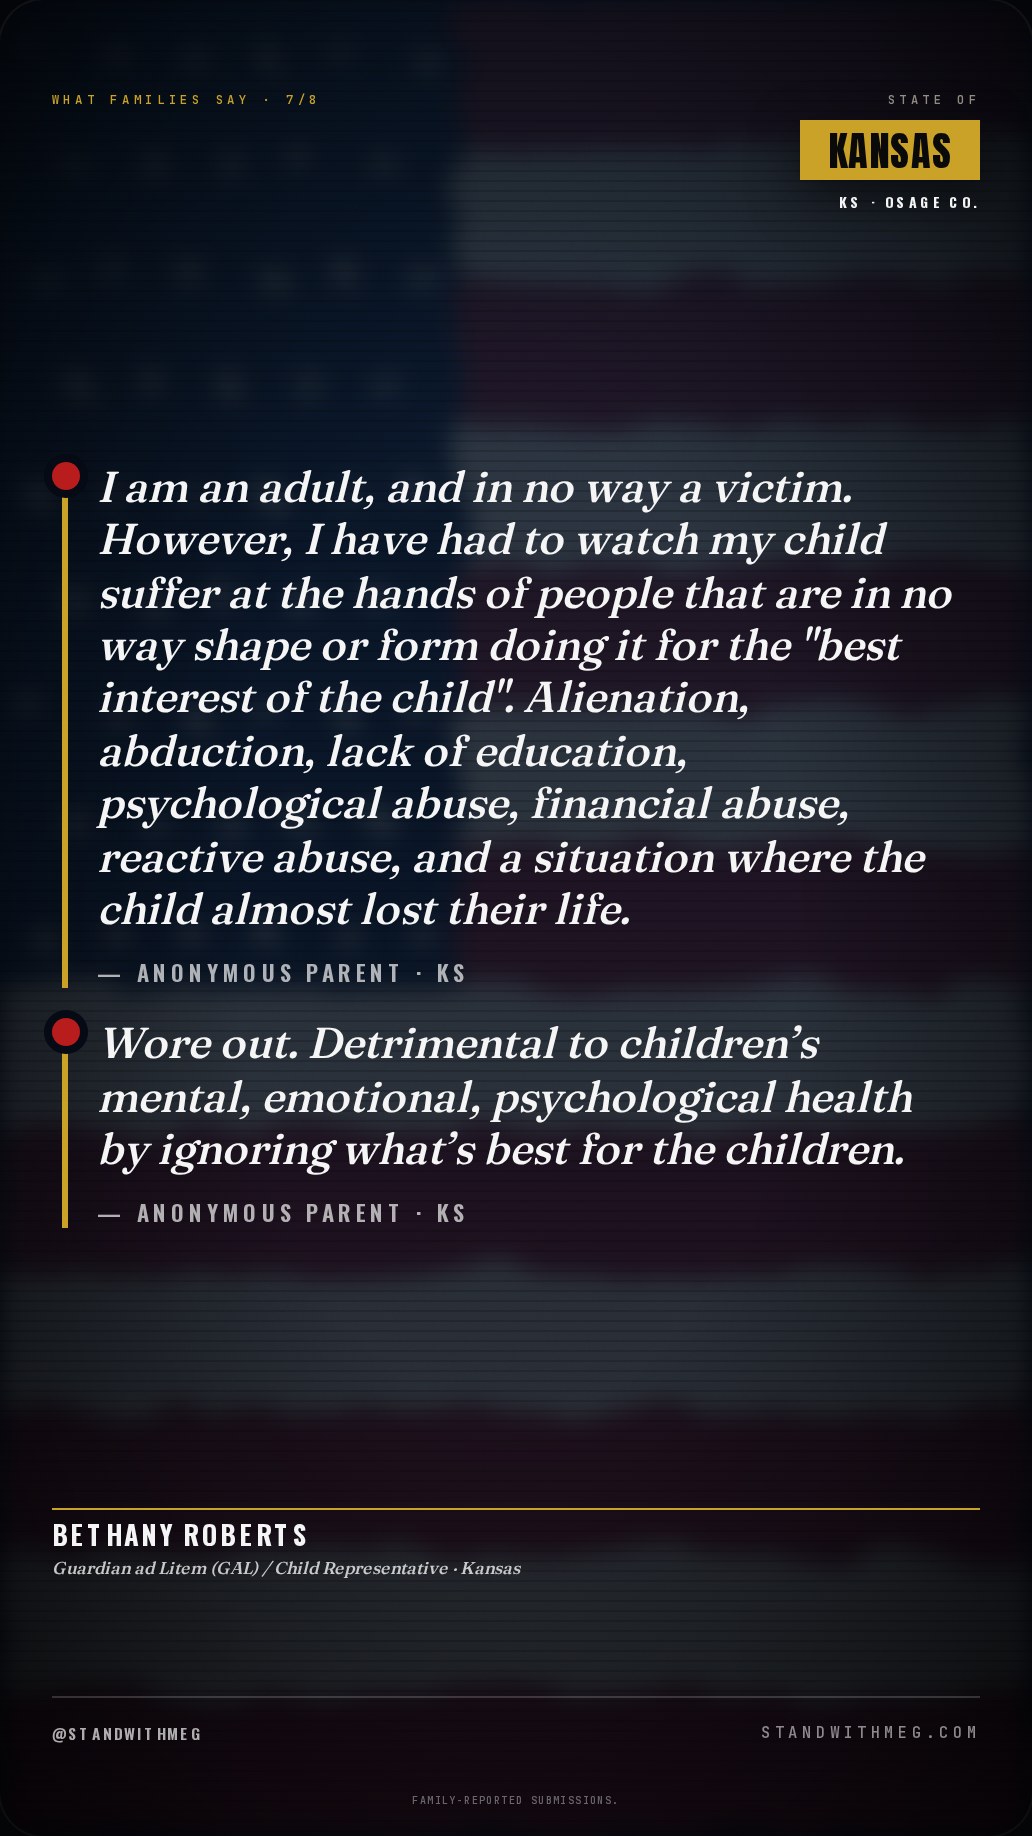 WHAT FAMILIES SAY · 7/8
STATE OF
KANSAS
KS · OSAGE CO.
I am an adult, and in no way a victim.
However, I have had to watch my child
suffer at the hands of people that are in no
way shape or form doing it for the "best
interest of the child". Alienation,
abduction, lack of education,
psychological abuse, financial abuse,
reactive abuse, and a situation where the
child almost lost their life.
— ANONYMOUS PARENT · KS
Wore out. Detrimental to children’s
mental, emotional, psychological health
by ignoring what’s best for the children.
— ANONYMOUS PARENT · KS
BETHANY ROBERTS
Guardian ad Litem (GAL) / Child Representative · Kansas
@STANDWITHMEG
STANDWITHMEG.COM
FAMILY-REPORTED SUBMISSIONS.